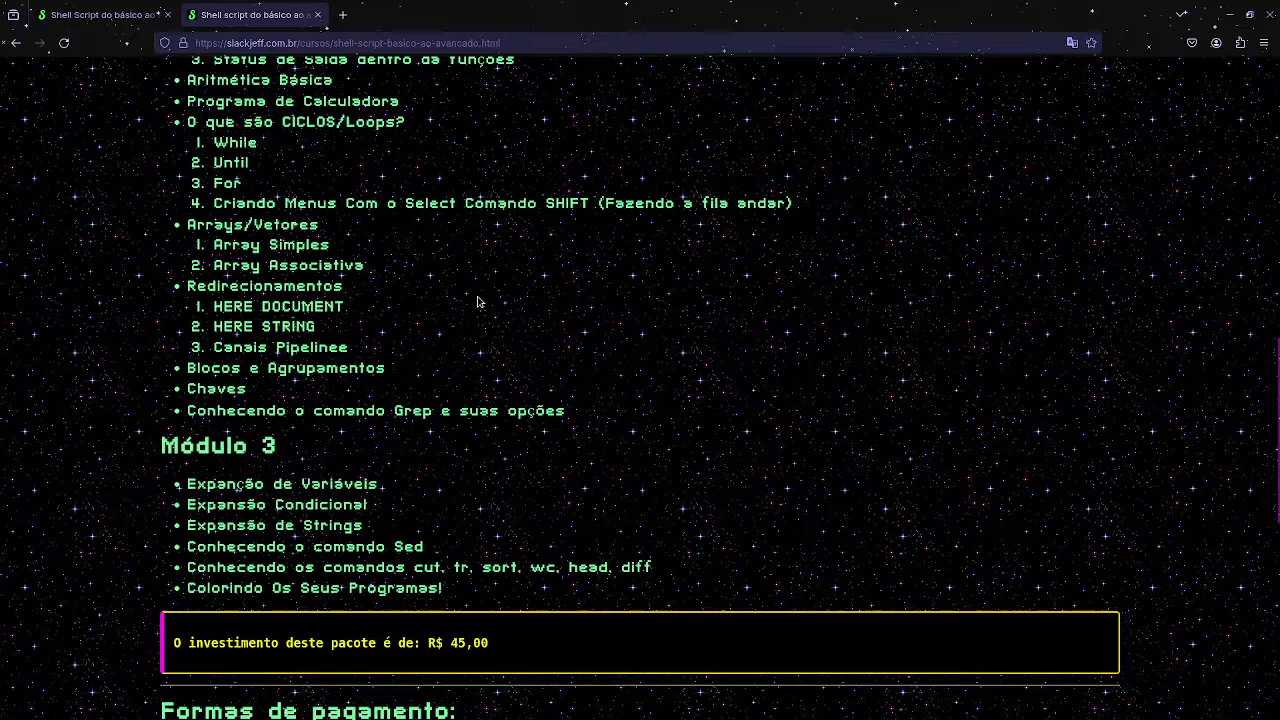 Shell Script do básico ao
Shell Script do básico ao a
https://slackjeff.com.br/cursos/shell-script-basico-ao-avancado.html
3. Status de Saída dentro da funções
• Aritmética Básica
• Programa de Calculadora
• O que são CICLOS/Loops?
1. While
2. Until
3. For
4. Criando Menus Com o Select Comando SHIFT (Fazendo a fila andar)
• Arrays/Vetores
1. Array Simples
2. Array Associativa
• Redirecionamentos
1. HERE DOCUMENT
2. HERE STRING
3. Canais Pipelinee
• Blocos e Agrupamentos
• Chaves
• Conhecendo o comando Grep e suas opções
Módulo 3
• Expanção de Variáveis
• Expansão Condicional
• Expansão de Strings
• Conhecendo o comando Sed
• Conhecendo os comandos cut, tr, sort, wc, head, diff
• Colorindo Os Seus Programas!
O investimento deste pacote é de: R$ 45,00
Formas de pagamento: